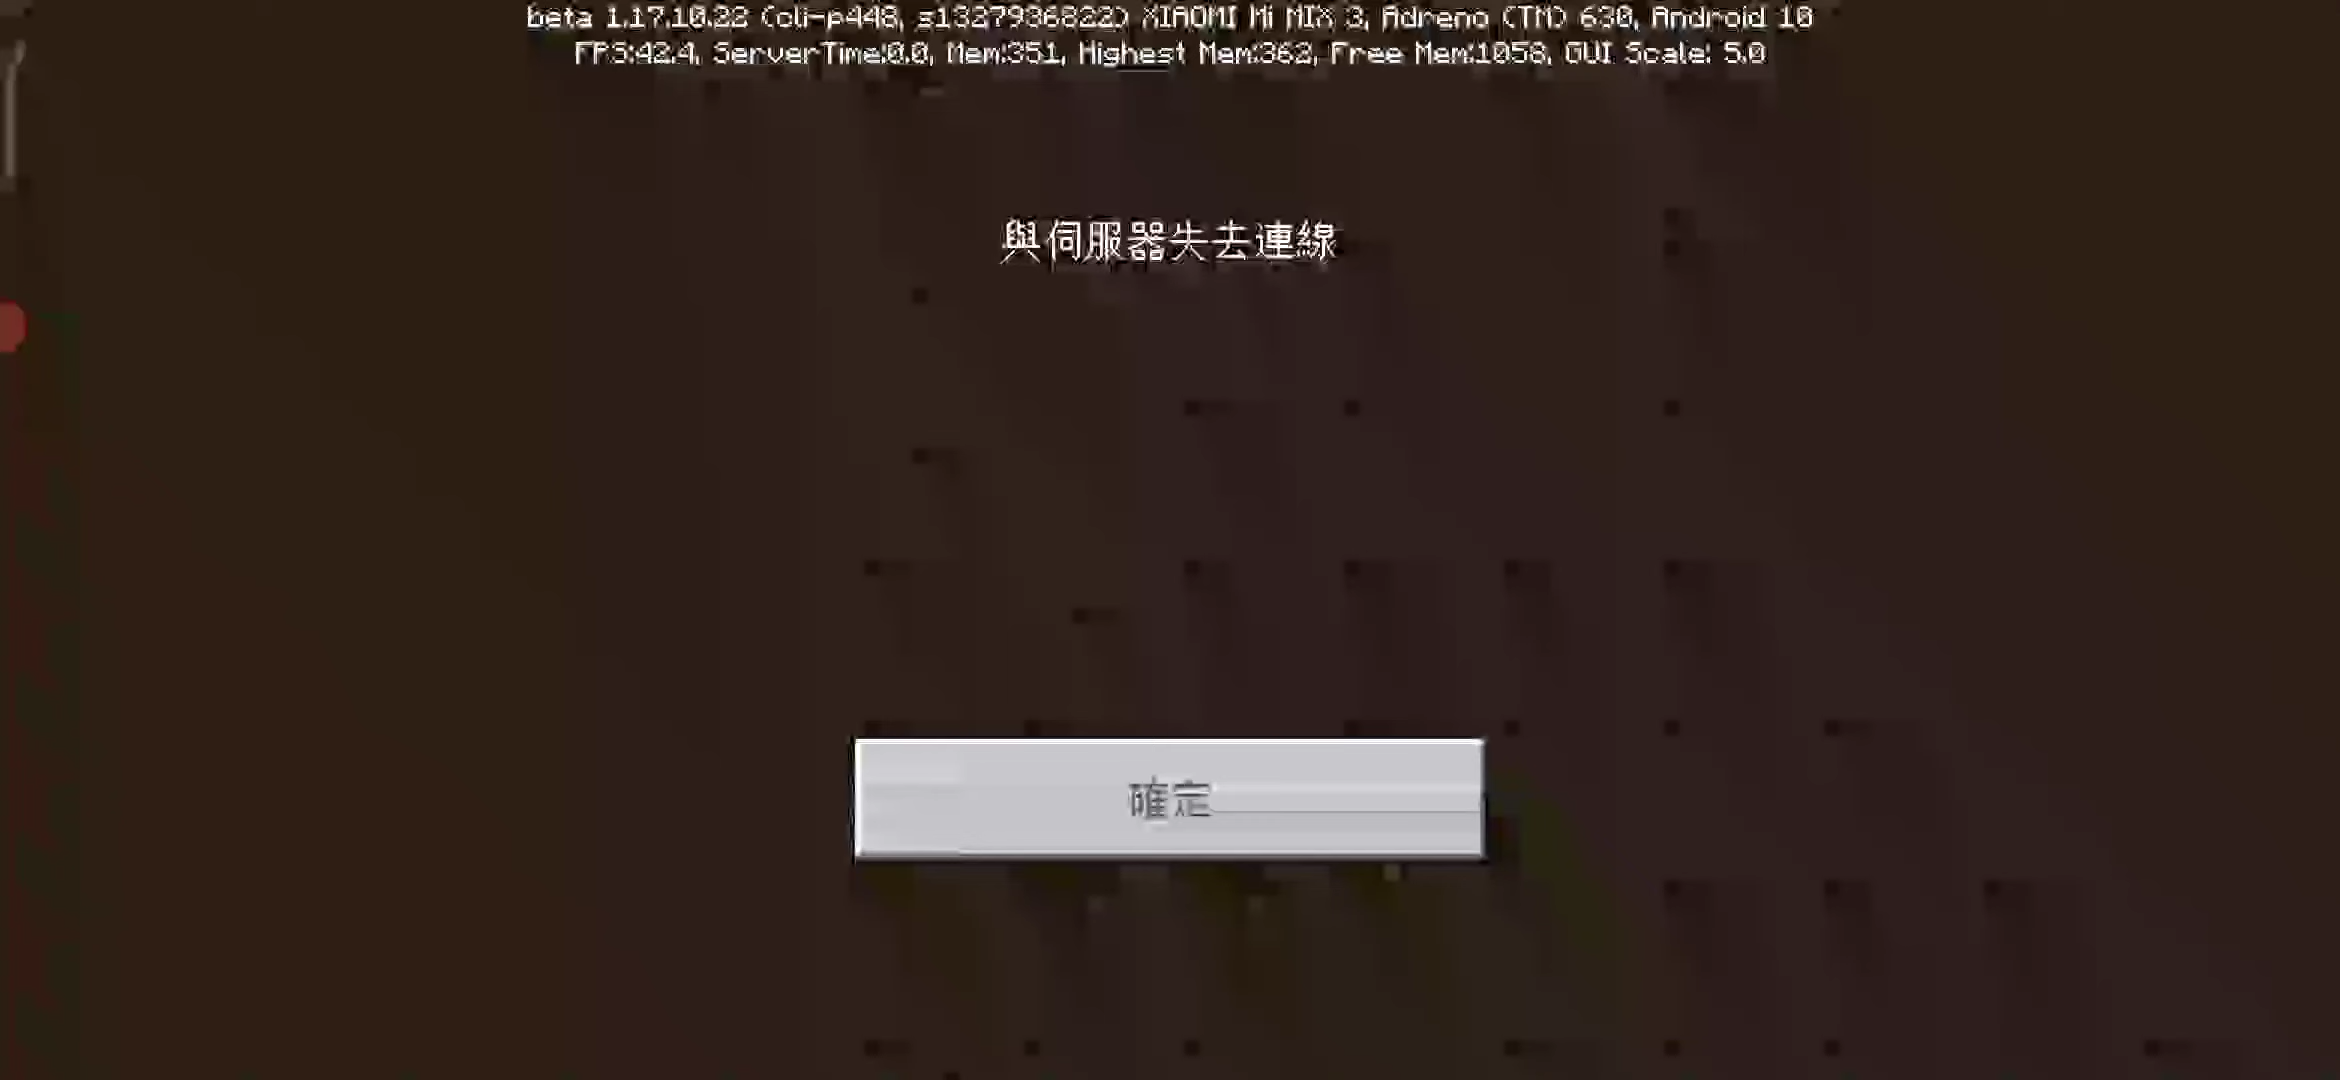 beta 1.17.10.22 (cli-p448, s1327936822) XIAOMI Mi MIX 3, Adreno (TM) 630, Android 10
FPS:42.4, ServerTime:0.0, Mem:351, Highest Mem:362, Free Mem:1058, GUI Scale: 5.0
與伺服器失去連線
確定